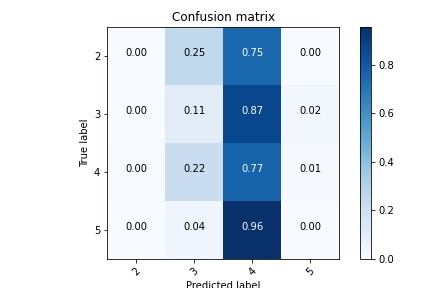 Confusion matrix
2 0.00 0.25 0.75 0.00
3 0.00 0.11 0.87 0.02
4 0.00 0.22 0.77 0.01
5 0.00 0.04 0.96 0.00
True label
2 3 4 5
Predicted label
0.8
0.6
0.4
0.2
0.0